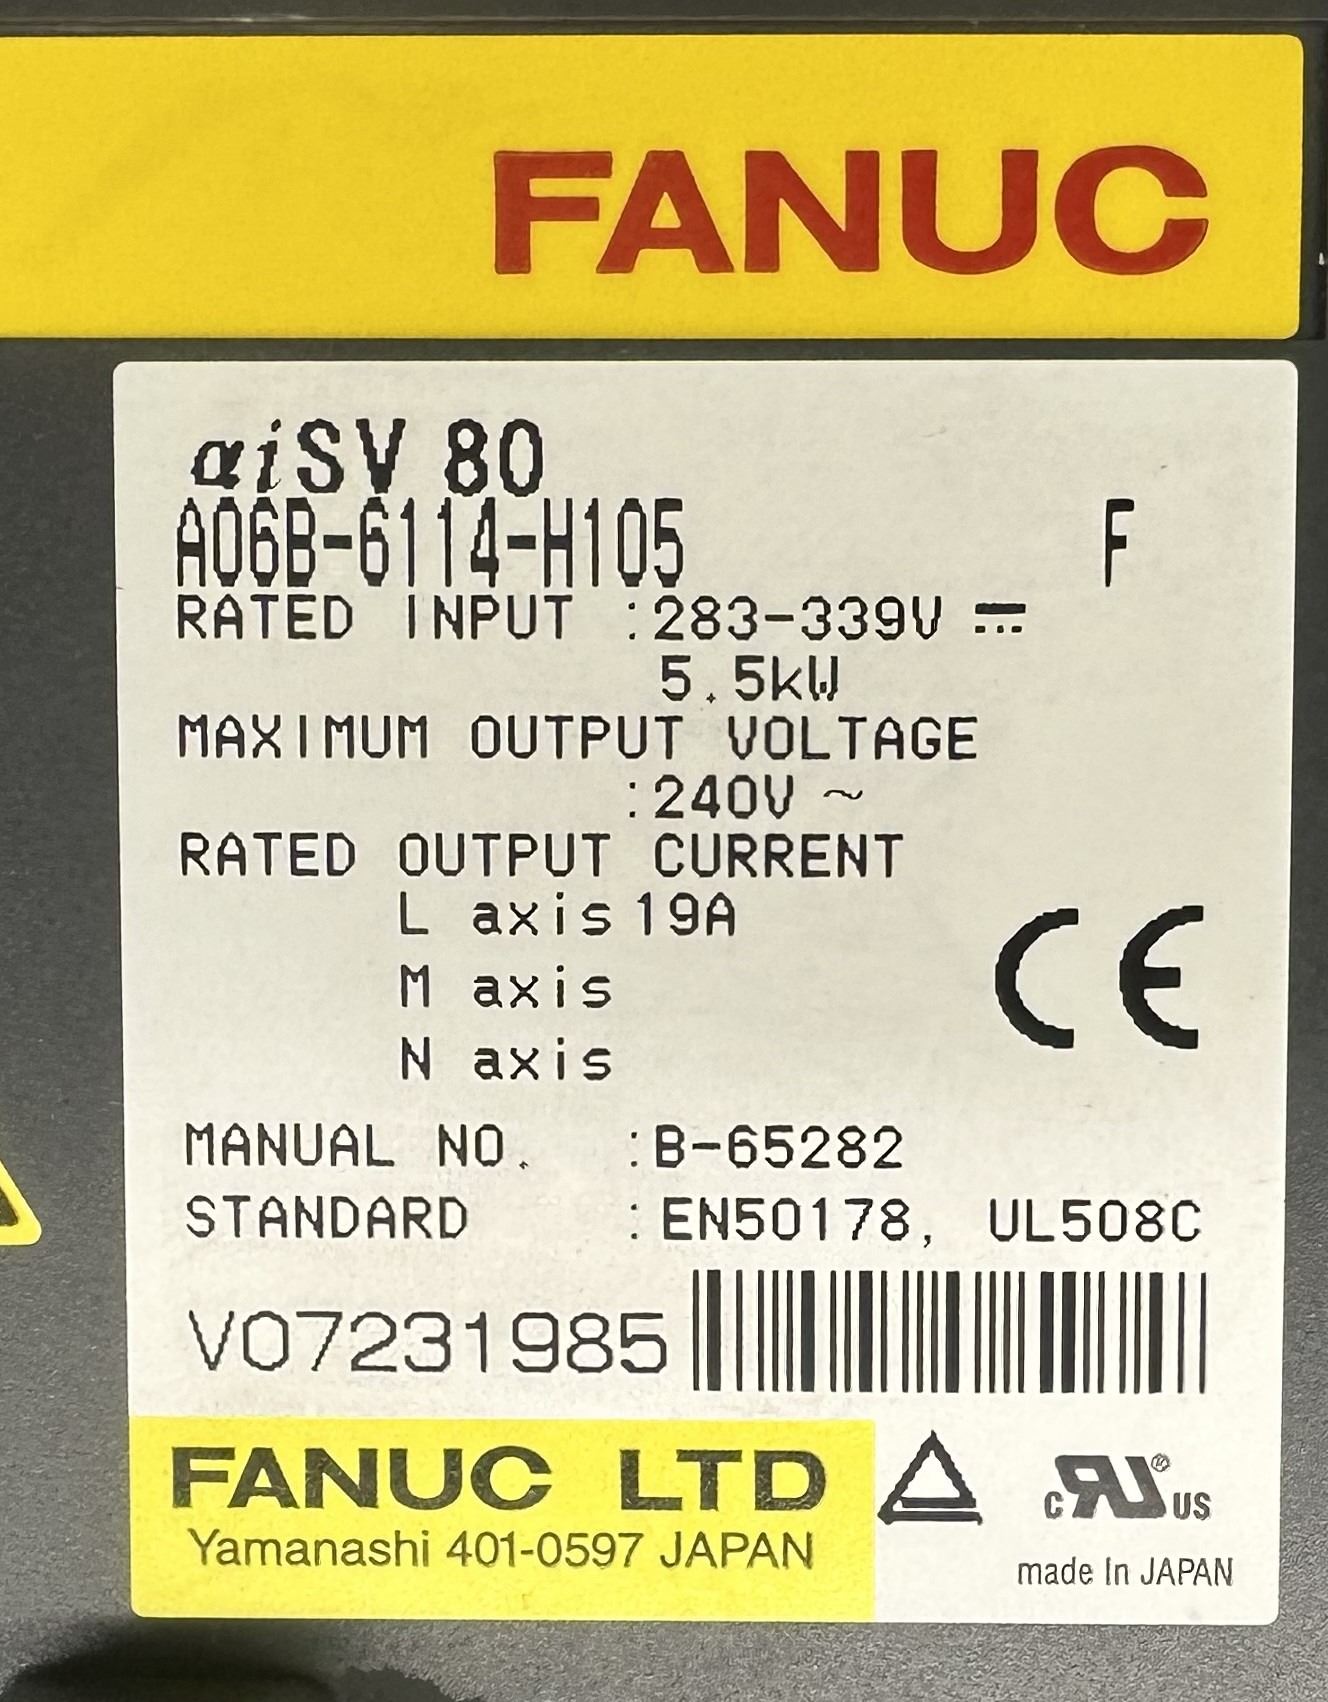 FANUC
αiSV 80
A06B-6114-H105 F
RATED INPUT :283-339V ⎓
5.5kW
MAXIMUM OUTPUT VOLTAGE
:240V ~
RATED OUTPUT CURRENT
L axis 19A
M axis
N axis
CE
MANUAL NO. :B-65282
STANDARD :EN50178, UL508C
V07231985
FANUC LTD
Yamanashi 401-0597 JAPAN
c RU ® US
made In JAPAN